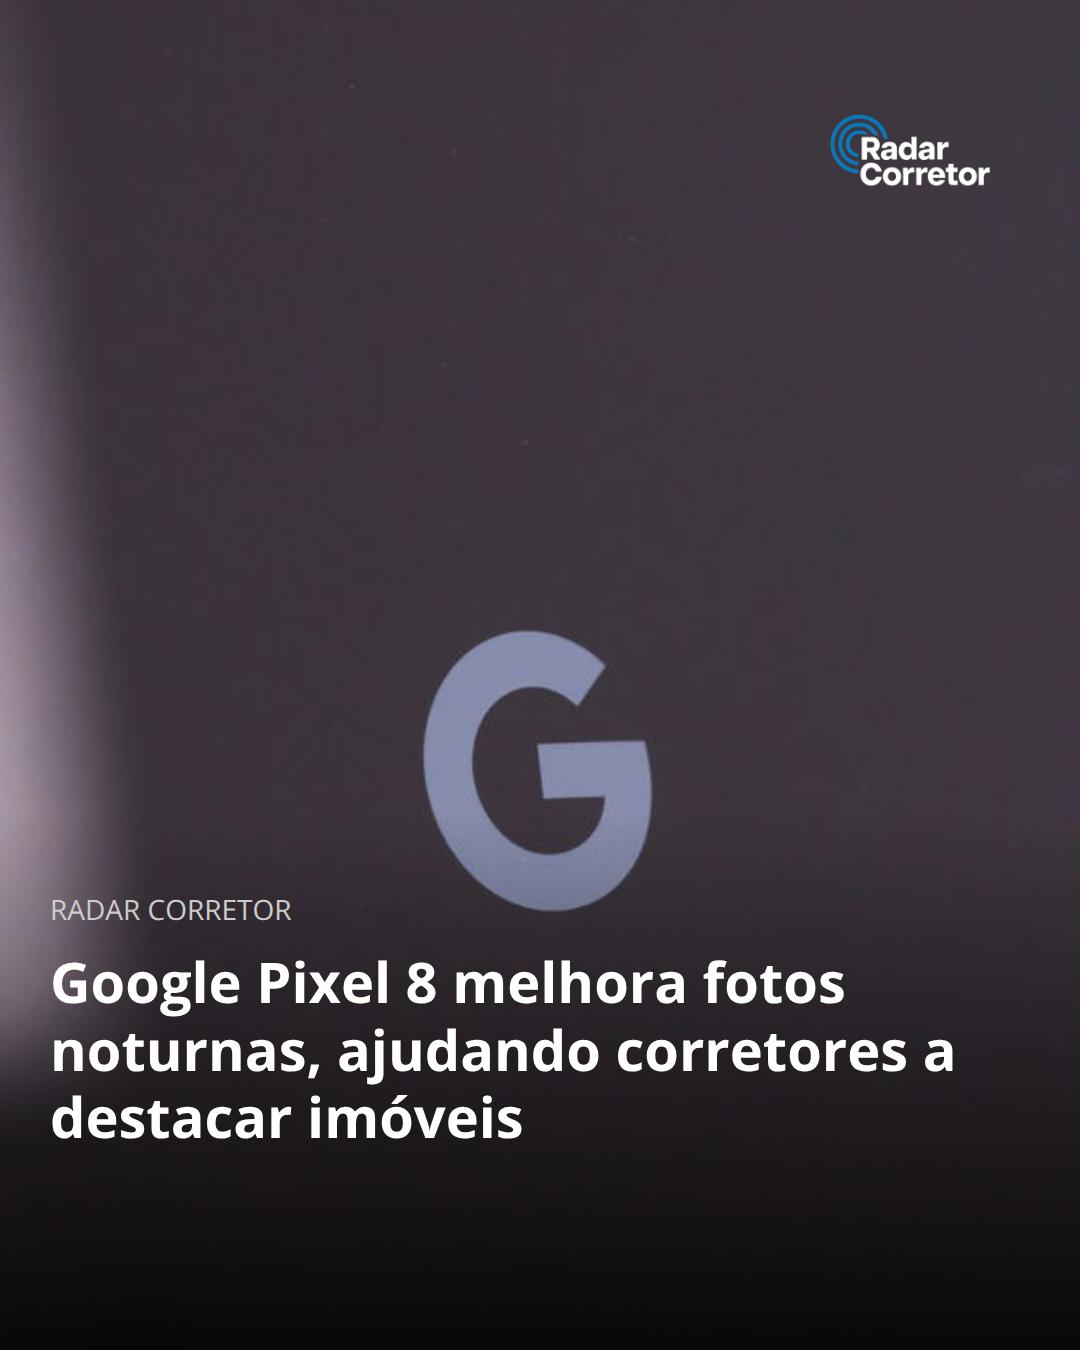 Radar
Corretor
G
RADAR CORRETOR
Google Pixel 8 melhora fotos
noturnas, ajudando corretores a
destacar imóveis